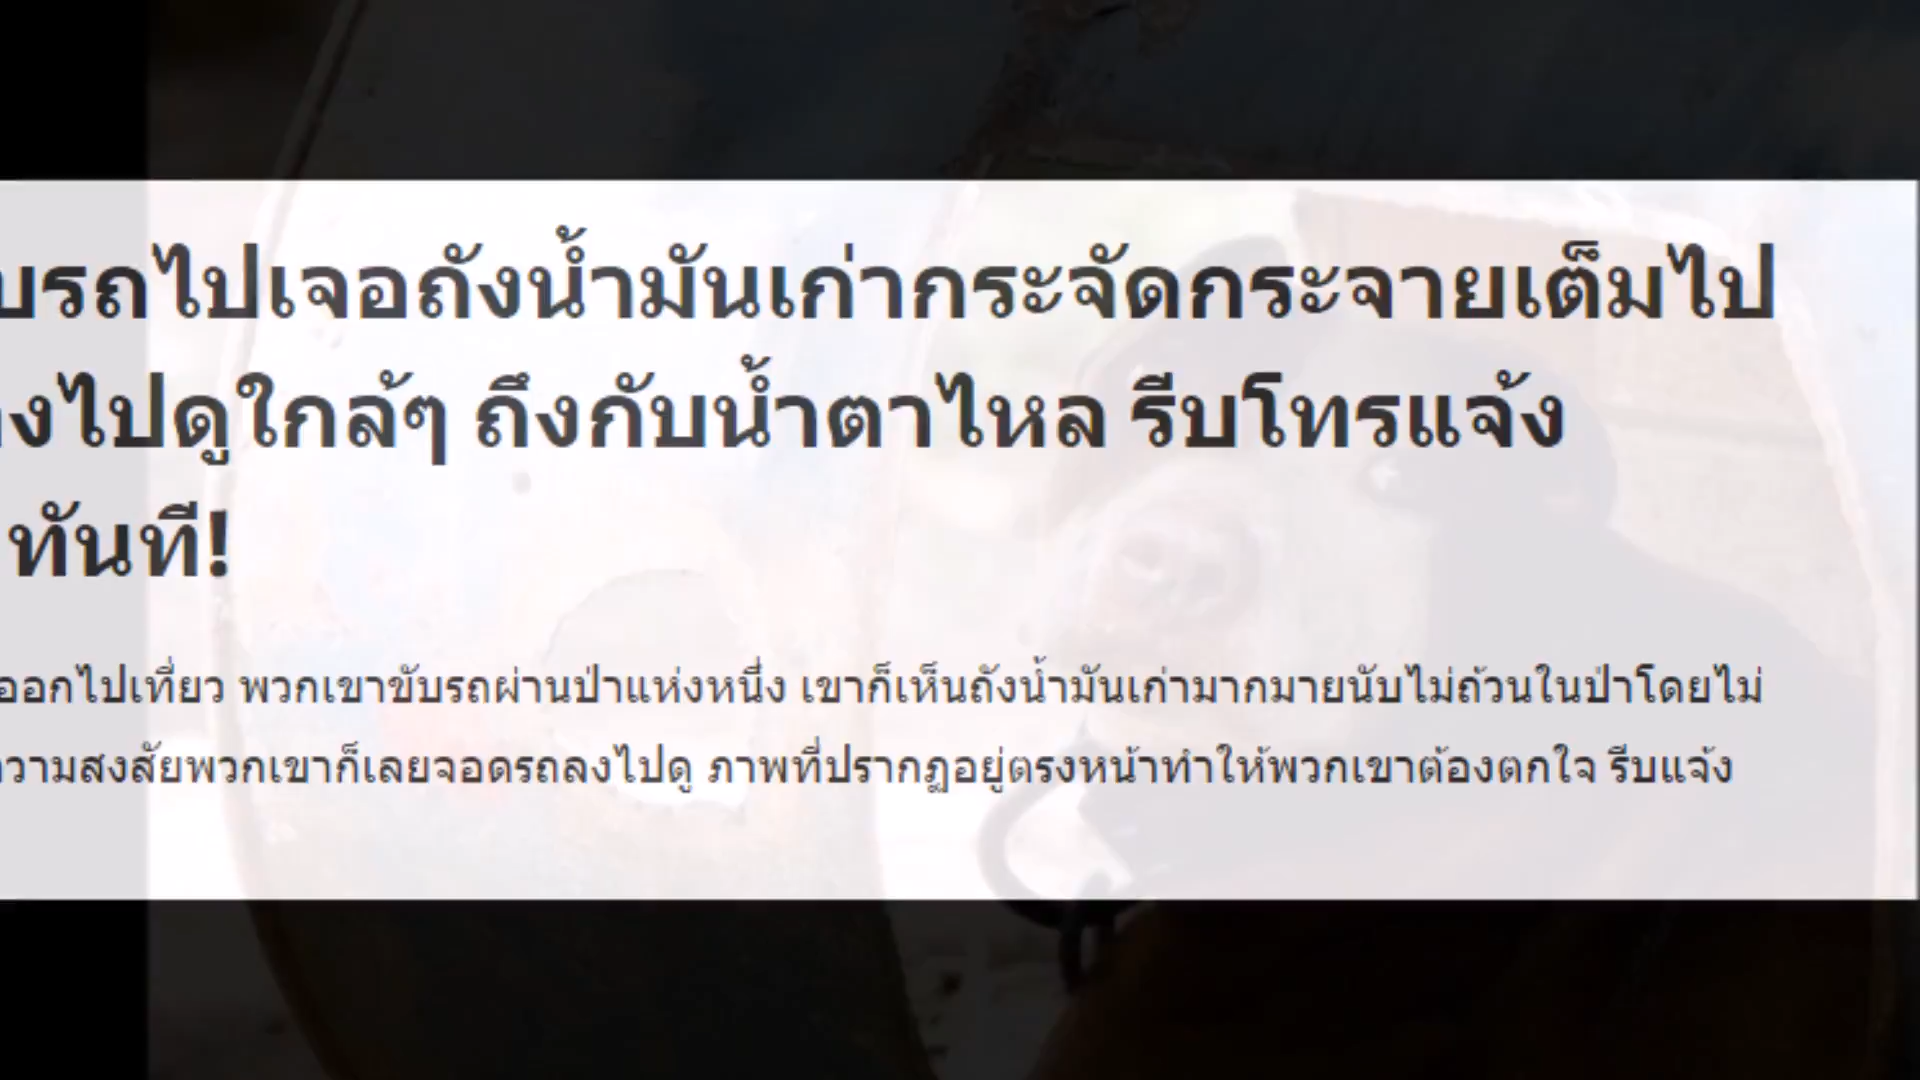 บรถไปเจอถังน้ำมันเก่ากระจัดกระจายเต็มไป
งไปดูใกล้ๆ ถึงกับน้ำตาไหล รีบโทรแจ้ง
ทันที!
ออกไปเที่ยว พวกเขาขับรถผ่านป่าแห่งหนึ่ง เขาก็เห็นถังน้ำมันเก่ามากมายนับไม่ถ้วนในป่าโดยไม่
วามสงสัยพวกเขาก็เลยจอดรถลงไปดู ภาพที่ปรากฏอยู่ตรงหน้าทำให้พวกเขาต้องตกใจ รีบแจ้ง